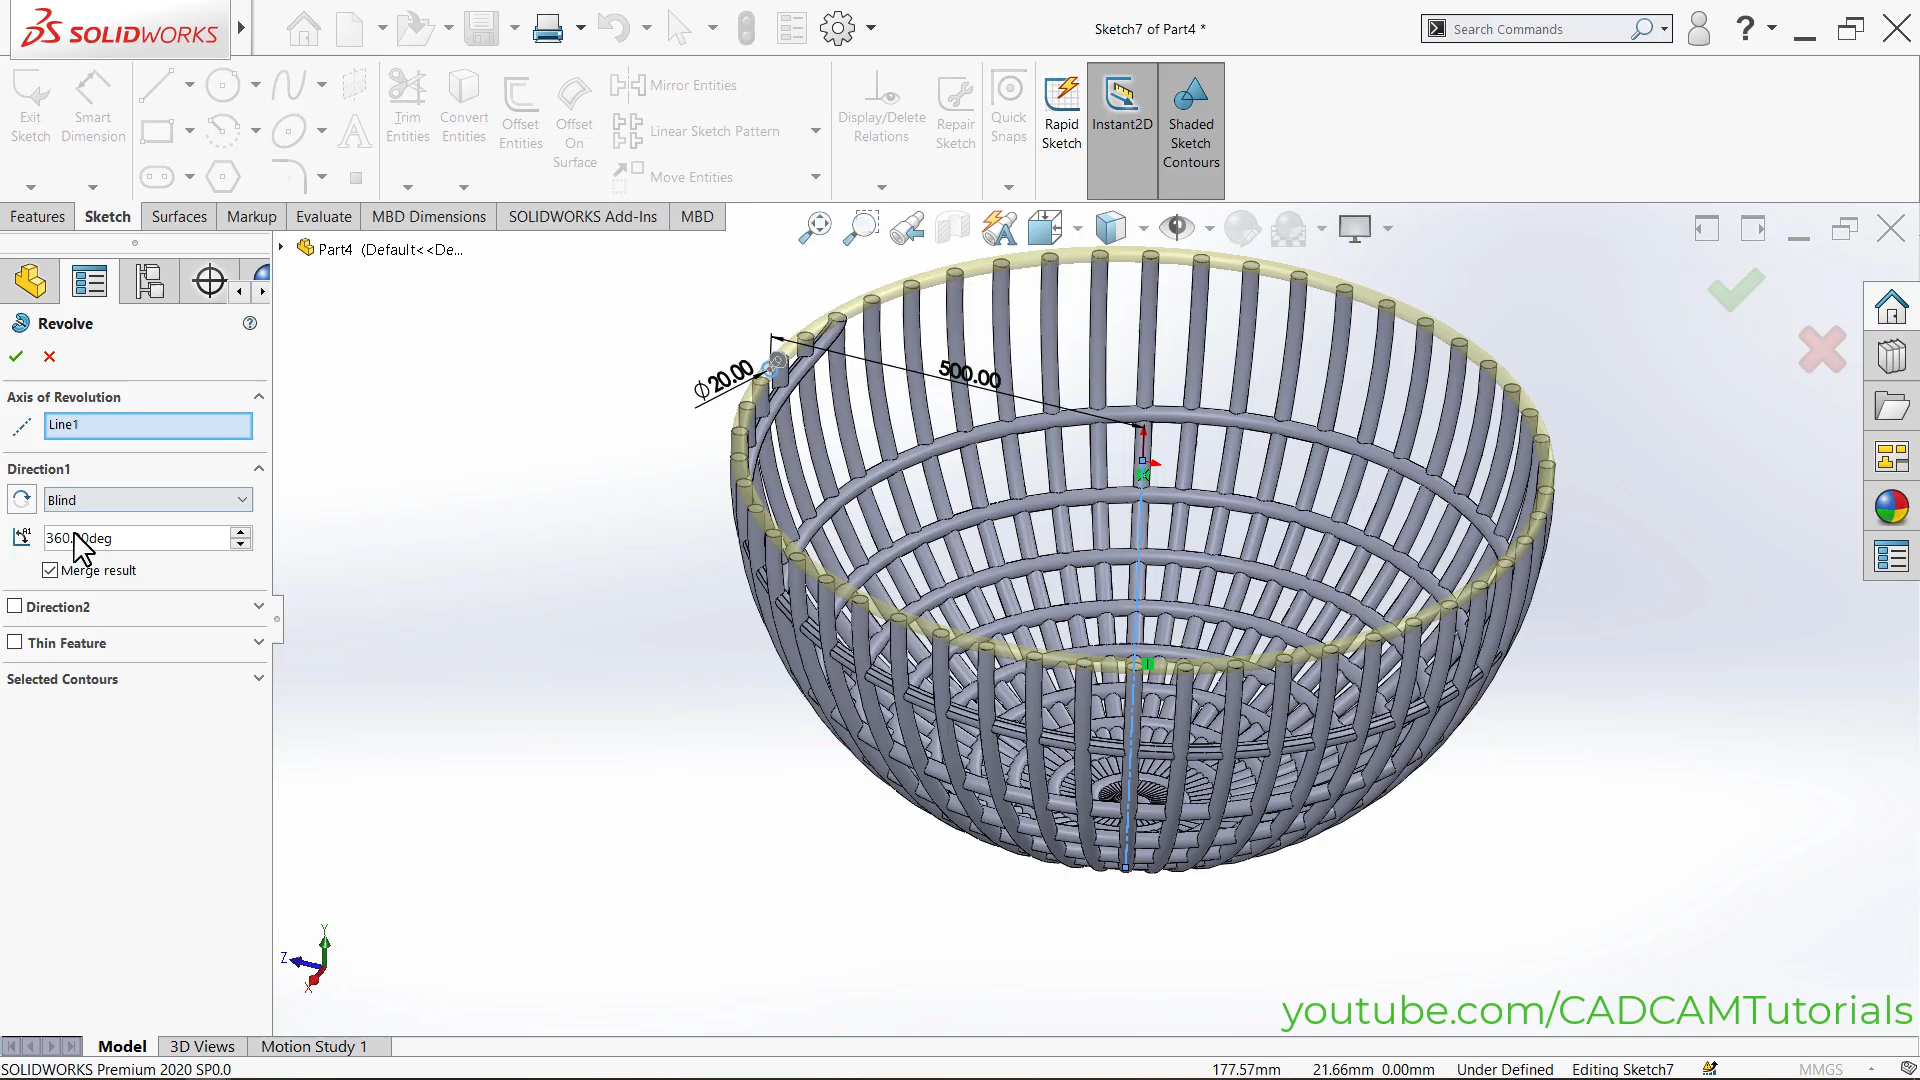 SOLIDWORKS
Sketch7 of Part4 *
Search Commands
Exit Sketch
Smart Dimension
Trim Entities
Convert Entities
Offset Entities
Offset On Surface
Mirror Entities
Linear Sketch Pattern
Move Entities
Display/Delete Relations
Repair Sketch
Quick Snaps
Rapid Sketch
Instant2D
Shaded Sketch Contours
Features
Sketch
Surfaces
Markup
Evaluate
MBD Dimensions
SOLIDWORKS Add-Ins
MBD
Part4 (Default<<De...
Revolve
Axis of Revolution
Line1
Direction1
Blind
Merge result
Direction2
Thin Feature
Selected Contours
⌀20.00
500.00
Y
Z
X
youtube.com/CADCAMTutorials
Model
3D Views
Motion Study 1
SOLIDWORKS Premium 2020 SP0.0
177.57mm
21.66mm 0.00mm
Under Defined
Editing Sketch7
MMGS